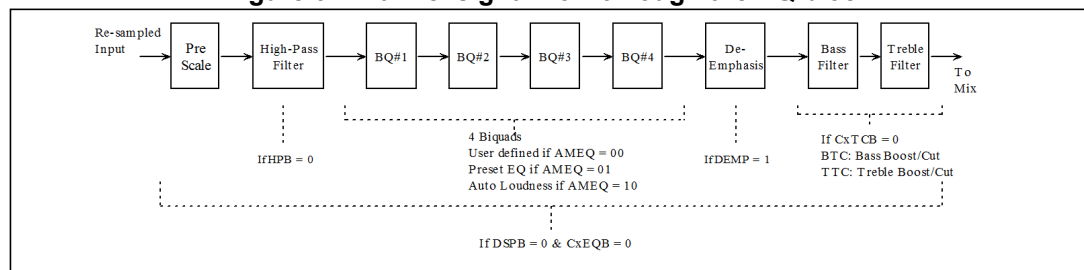 Re-sampled
Input
Pre
Scale
High-Pass
Filter
BQ#1
BQ#2
BQ#3
BQ#4
De-
Emphasis
Bass
Filter
Treble
Filter
To
Mix
If HPB = 0
4 Biquads
User defined if AMEQ = 00
Preset EQ if AMEQ = 01
Auto Loudness if AMEQ = 10
If DEMP = 1
If CxTCB = 0
BTC: Bass Boost/Cut
TTC: Treble Boost/Cut
If DSPB = 0 & CxEQB = 0